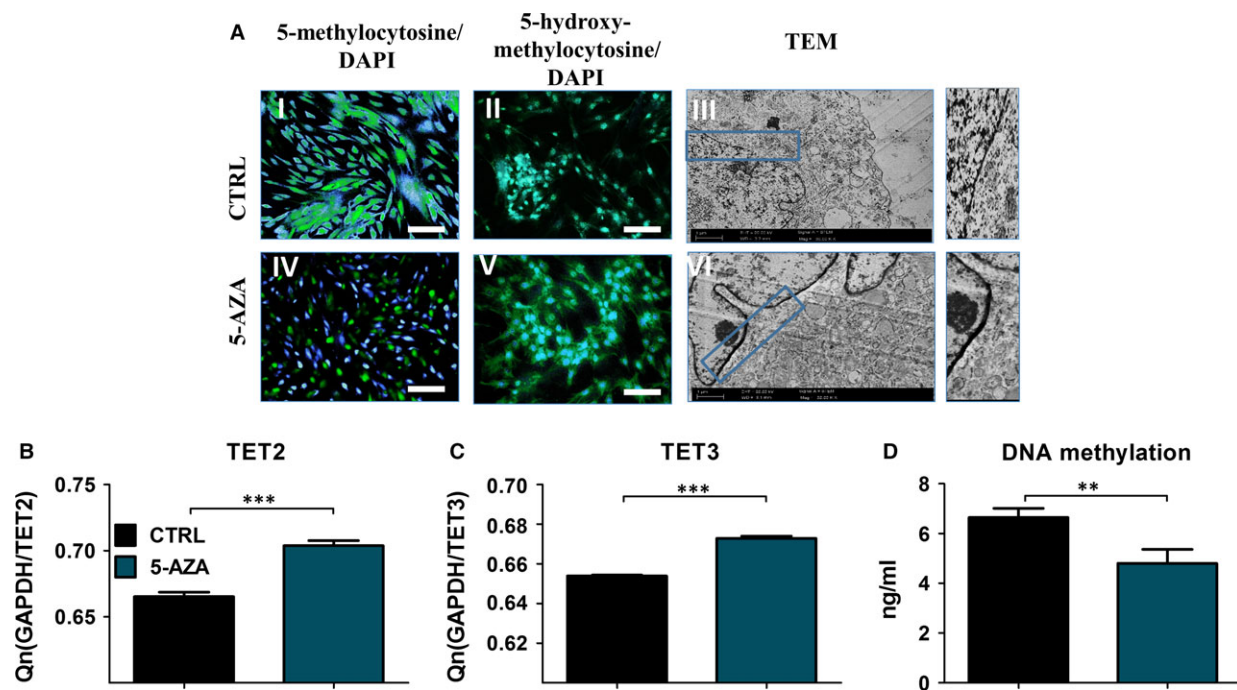 A
5-methylocytosine/
DAPI
5-hydroxy-
methylocytosine/
DAPI
TEM
CTRL
I
II
III
5-AZA
IV
V
VI
B
TET2
Qn(GAPDH/TET2)
0.75
0.70
0.65
***
CTRL
5-AZA
C
TET3
Qn(GAPDH/TET3)
0.70
0.68
0.66
0.64
0.62
***
D
DNA methylation
ng/ml
8
6
4
2
0
**